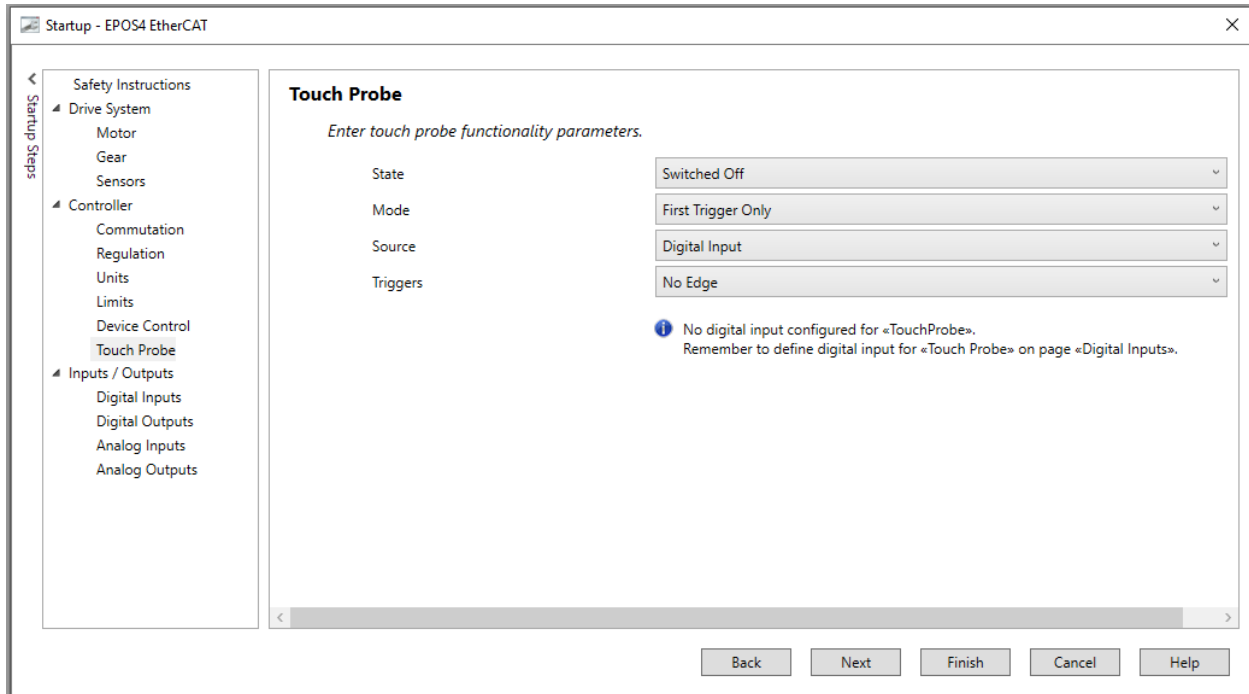 Startup - EPOS4 EtherCAT
Startup Steps
Safety Instructions
Drive System
Motor
Gear
Sensors
Controller
Commutation
Regulation
Units
Limits
Device Control
Touch Probe
Inputs / Outputs
Digital Inputs
Digital Outputs
Analog Inputs
Analog Outputs
Touch Probe
Enter touch probe functionality parameters.
State Switched Off
Mode First Trigger Only
Source Digital Input
Triggers No Edge
No digital input configured for «TouchProbe».
Remember to define digital input for «Touch Probe» on page «Digital Inputs».
Back Next Finish Cancel Help